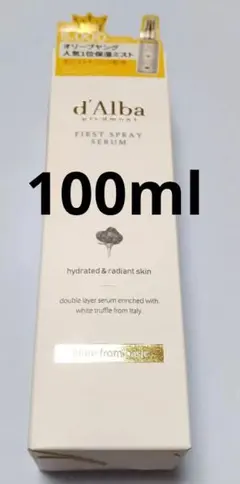 オリーブヤング
人気1位保湿ミスト
d'Alba
piedmont
FIRST SPRAY
SERUM
100ml
hydrated & radiant skin
double layer serum enriched with
white truffle from Italy.